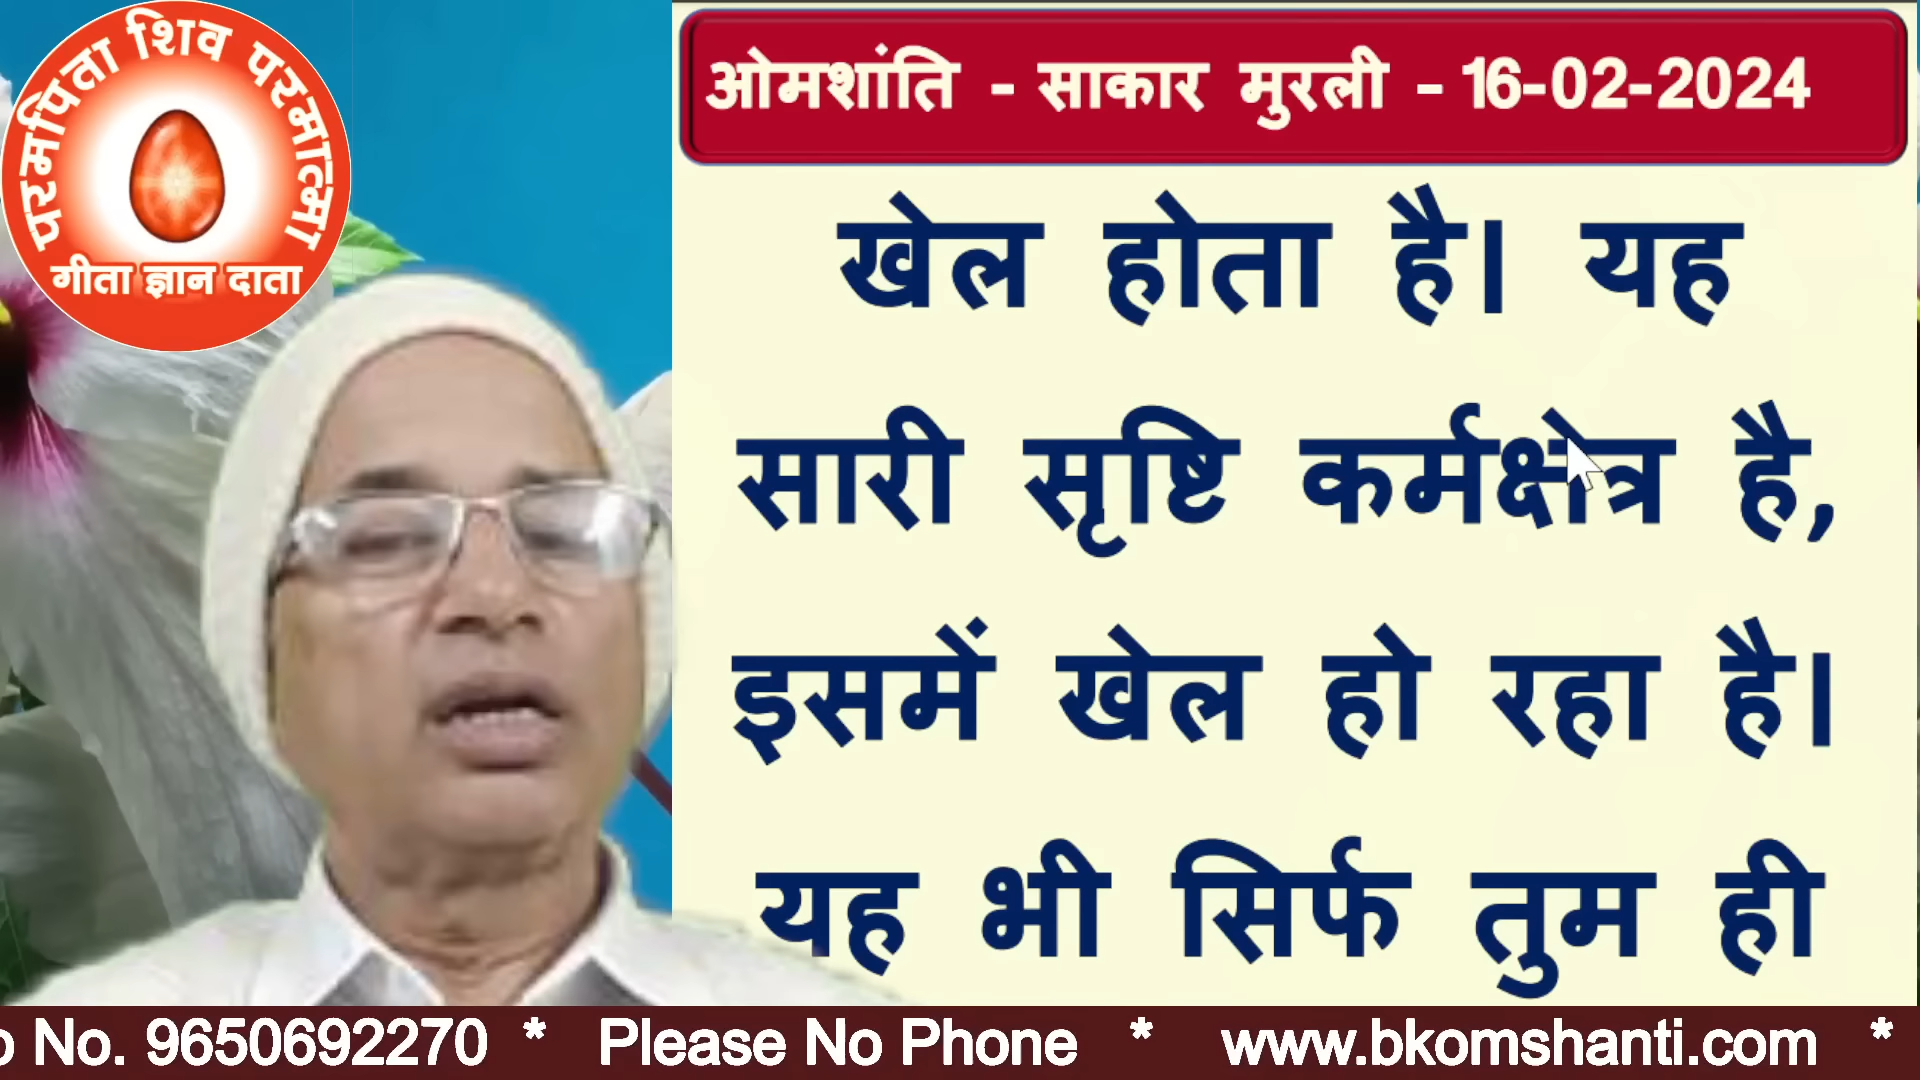 परमपिता शिव परमात्मा
गीता ज्ञान दाता
ओमशांति - साकार मुरली - 16-02-2024
खेल होता है। यह
सारी सृष्टि कर्मक्षेत्र है,
इसमें खेल हो रहा है।
यह भी सिर्फ तुम ही
No. 9650692270 * Please No Phone * www.bkomshanti.com *